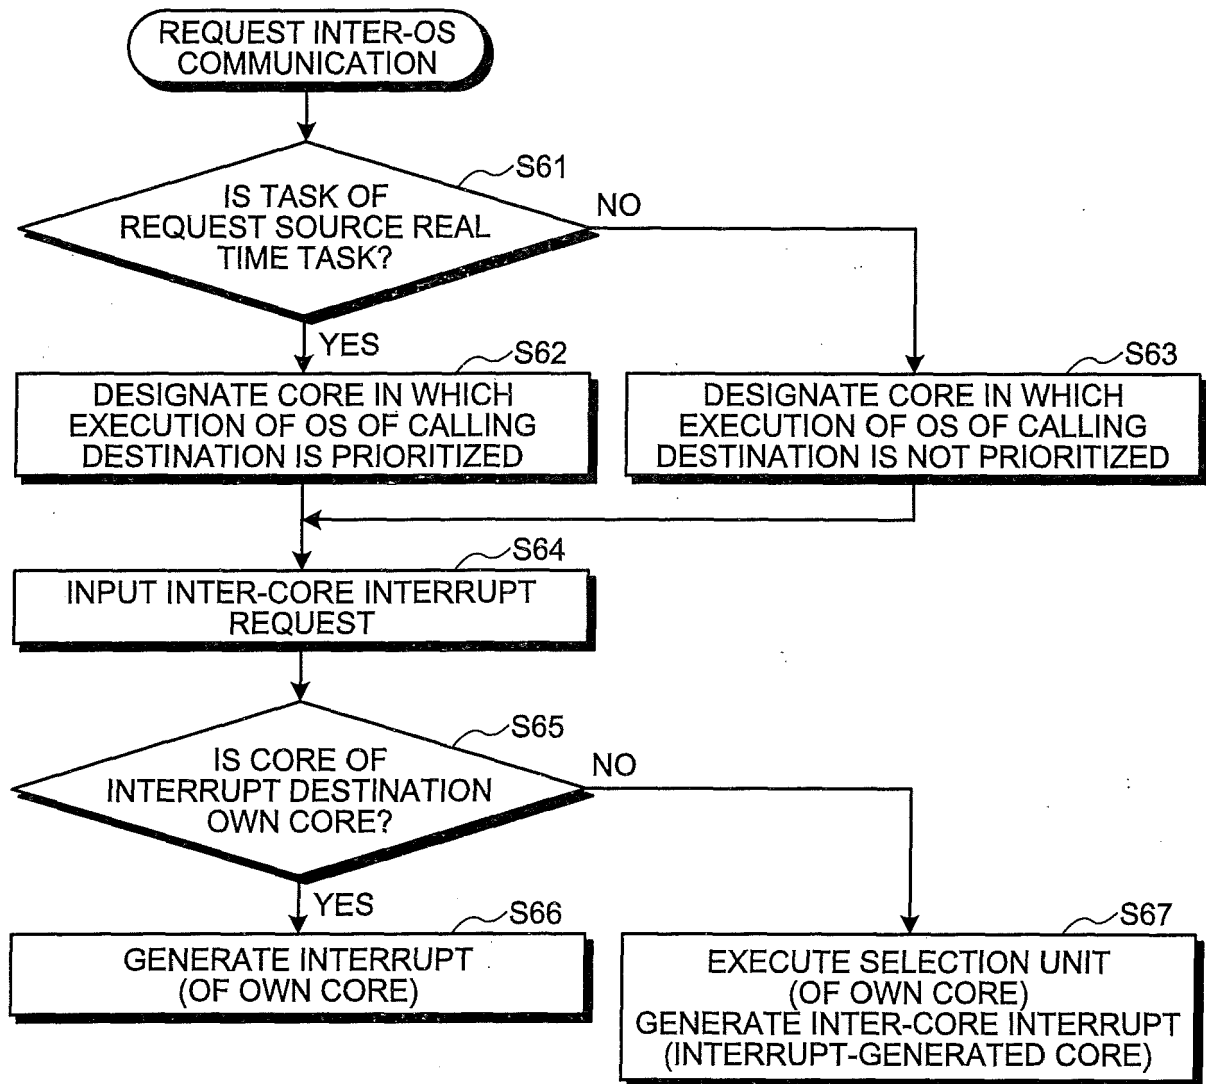 REQUEST INTER-OS
COMMUNICATION
S61
IS TASK OF
REQUEST SOURCE REAL
TIME TASK?
NO
YES
S62
DESIGNATE CORE IN WHICH
EXECUTION OF OS OF CALLING
DESTINATION IS PRIORITIZED
S63
DESIGNATE CORE IN WHICH
EXECUTION OF OS OF CALLING
DESTINATION IS NOT PRIORITIZED
S64
INPUT INTER-CORE INTERRUPT
REQUEST
S65
IS CORE OF
INTERRUPT DESTINATION
OWN CORE?
NO
YES
S66
GENERATE INTERRUPT
(OF OWN CORE)
S67
EXECUTE SELECTION UNIT
(OF OWN CORE)
GENERATE INTER-CORE INTERRUPT
(INTERRUPT-GENERATED CORE)